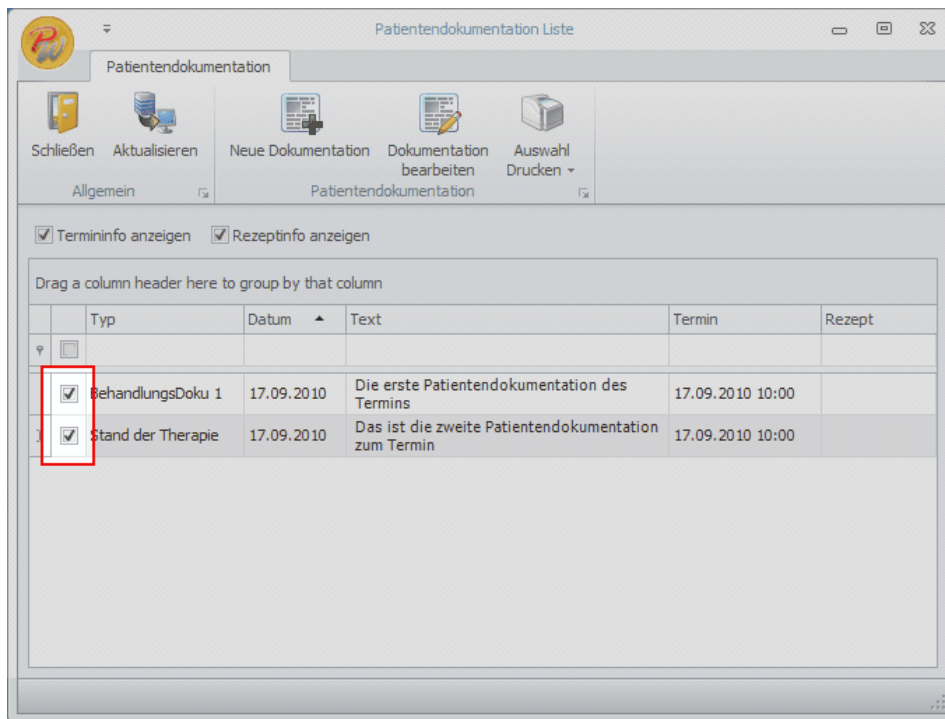 Patientendokumentation Liste
Patientendokumentation
Schließen Aktualisieren Neue Dokumentation Dokumentation bearbeiten Auswahl Drucken
Allgemein Patientendokumentation
Termininfo anzeigen Rezeptinfo anzeigen
Drag a column header here to group by that column
Typ Datum Text Termin Rezept
BehandlungsDoku 1 17.09.2010 Die erste Patientendokumentation des Termins 17.09.2010 10:00
Stand der Therapie 17.09.2010 Das ist die zweite Patientendokumentation zum Termin 17.09.2010 10:00